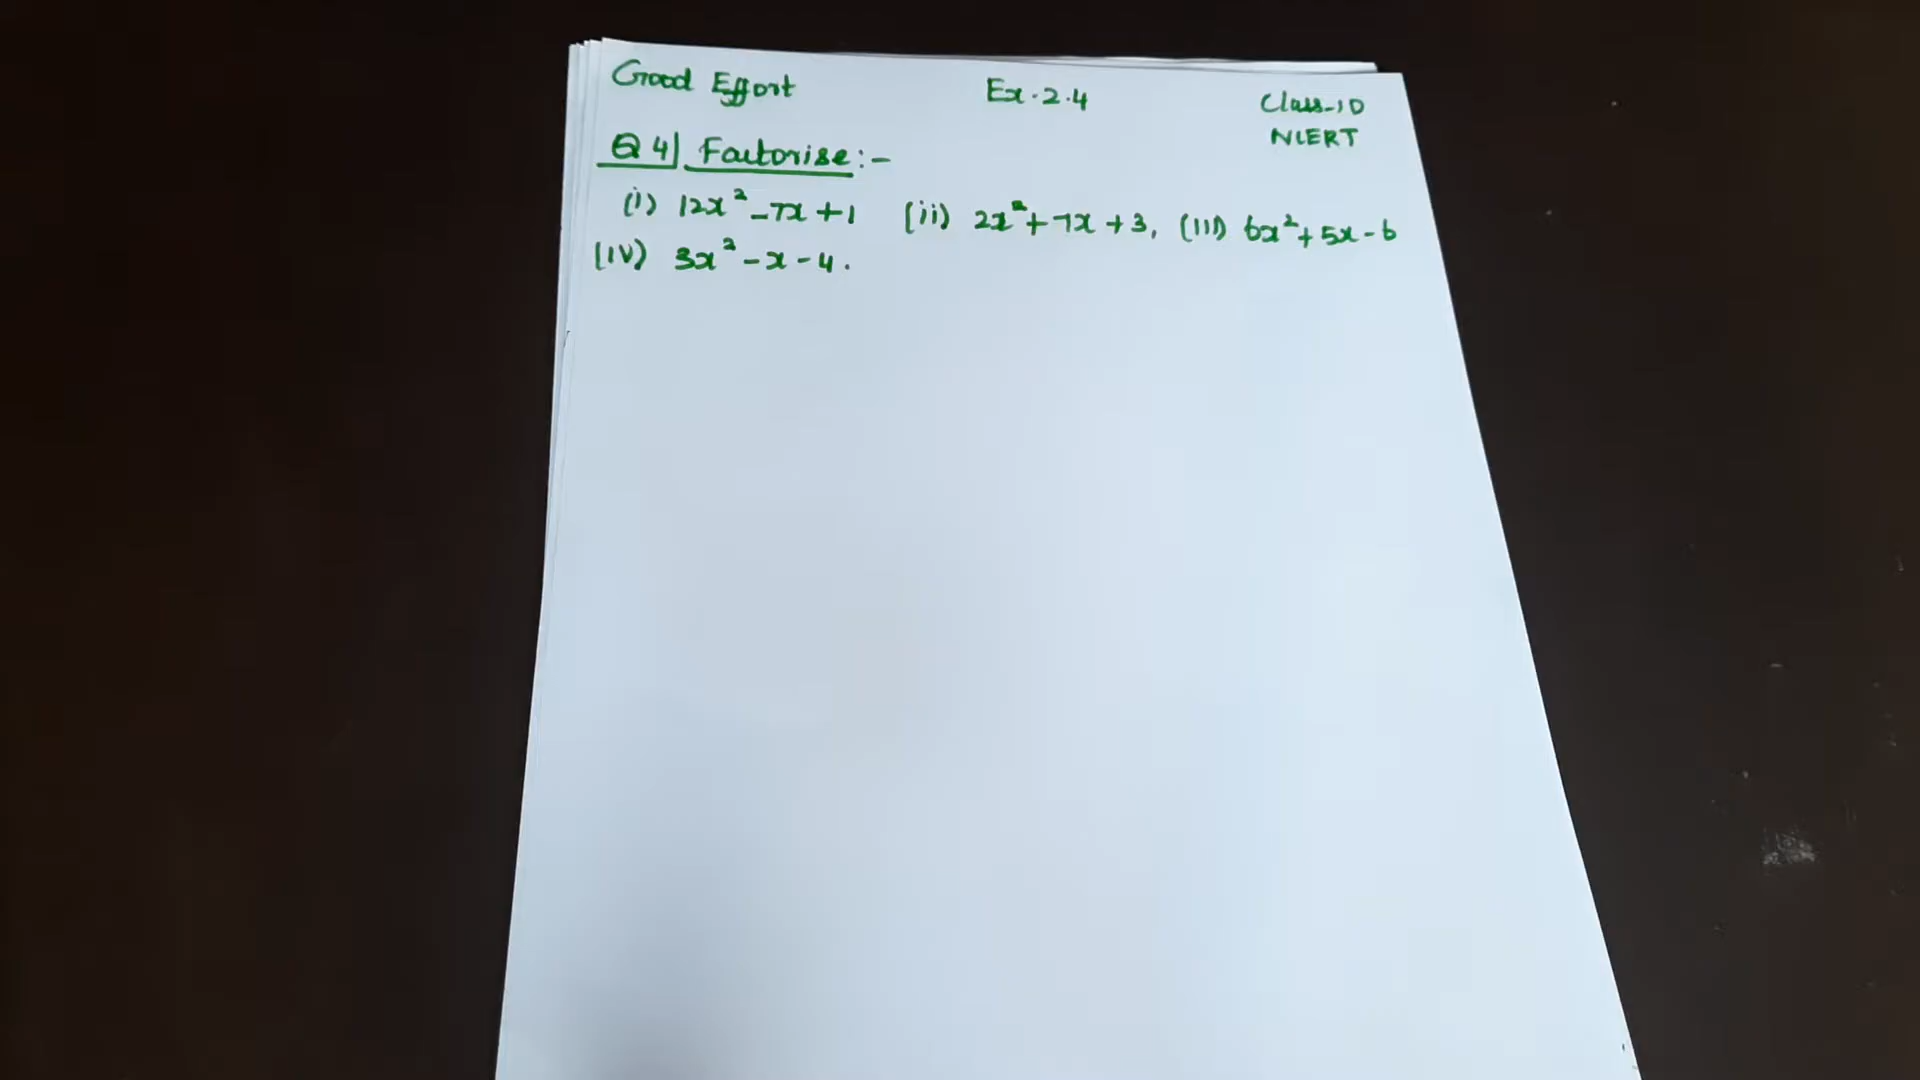 Good Effort Ex.2.4 Class-10
NCERT
Q4| Factorise:-
(i) 12x² - 7x + 1 (ii) 2x² + 7x + 3, (iii) 6x² + 5x - 6
(iv) 3x² - x - 4.